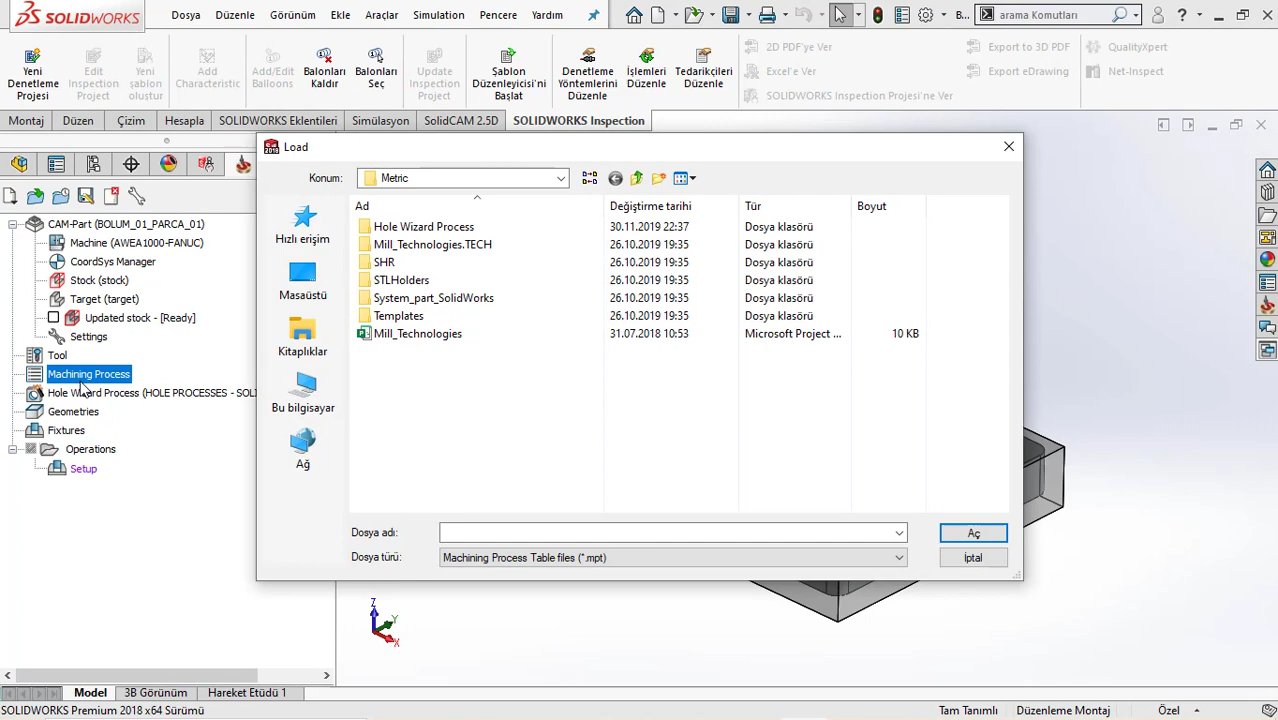 SOLIDWORKS
Dosya Düzenle Görünüm Ekle Araçlar Simulation Pencere Yardım
B...
arama Komutları
Yeni Denetleme Projesi
Edit Inspection Project
Yeni şablon oluştur
Add Characteristic
Add/Edit Balloons
Balonları Kaldır
Balonları Seç
Update Inspection Project
Şablon Düzenleyicisi'ni Başlat
Denetleme Yöntemlerini Düzenle
İşlemleri Düzenle
Tedarikçileri Düzenle
2D PDF'ye Ver
Excel'e Ver
SOLIDWORKS Inspection Projesi'ne Ver
Export to 3D PDF
Export eDrawing
QualityXpert
Net-Inspect
Montaj Düzen Çizim Hesapla SOLIDWORKS Eklentileri Simülasyon SolidCAM 2.5D SOLIDWORKS Inspection
CAM-Part (BOLUM_01_PARCA_01)
Machine (AWEA1000-FANUC)
CoordSys Manager
Stock (stock)
Target (target)
Updated stock - [Ready]
Settings
Tool
Machining Process
Hole Wizard Process (HOLE PROCESSES - SOLI
Geometries
Fixtures
Operations
Setup
2018
Load
Konum: Metric
Ad Değiştirme tarihi Tür Boyut
Hole Wizard Process 30.11.2019 22:37 Dosya klasörü
Mill_Technologies.TECH 26.10.2019 19:35 Dosya klasörü
SHR 26.10.2019 19:35 Dosya klasörü
STLHolders 26.10.2019 19:35 Dosya klasörü
System_part_SolidWorks 26.10.2019 19:35 Dosya klasörü
Templates 26.10.2019 19:35 Dosya klasörü
Mill_Technologies 31.07.2018 10:53 Microsoft Project ... 10 KB
Hızlı erişim
Masaüstü
Kitaplıklar
Bu bilgisayar
Ağ
Dosya adı:
Aç
Dosya türü: Machining Process Table files (*.mpt)
İptal
Z
Y
X
Model 3B Görünüm Hareket Etüdü 1
SOLIDWORKS Premium 2018 x64 Sürümü
Tam Tanımlı Düzenleme Montaj Özel